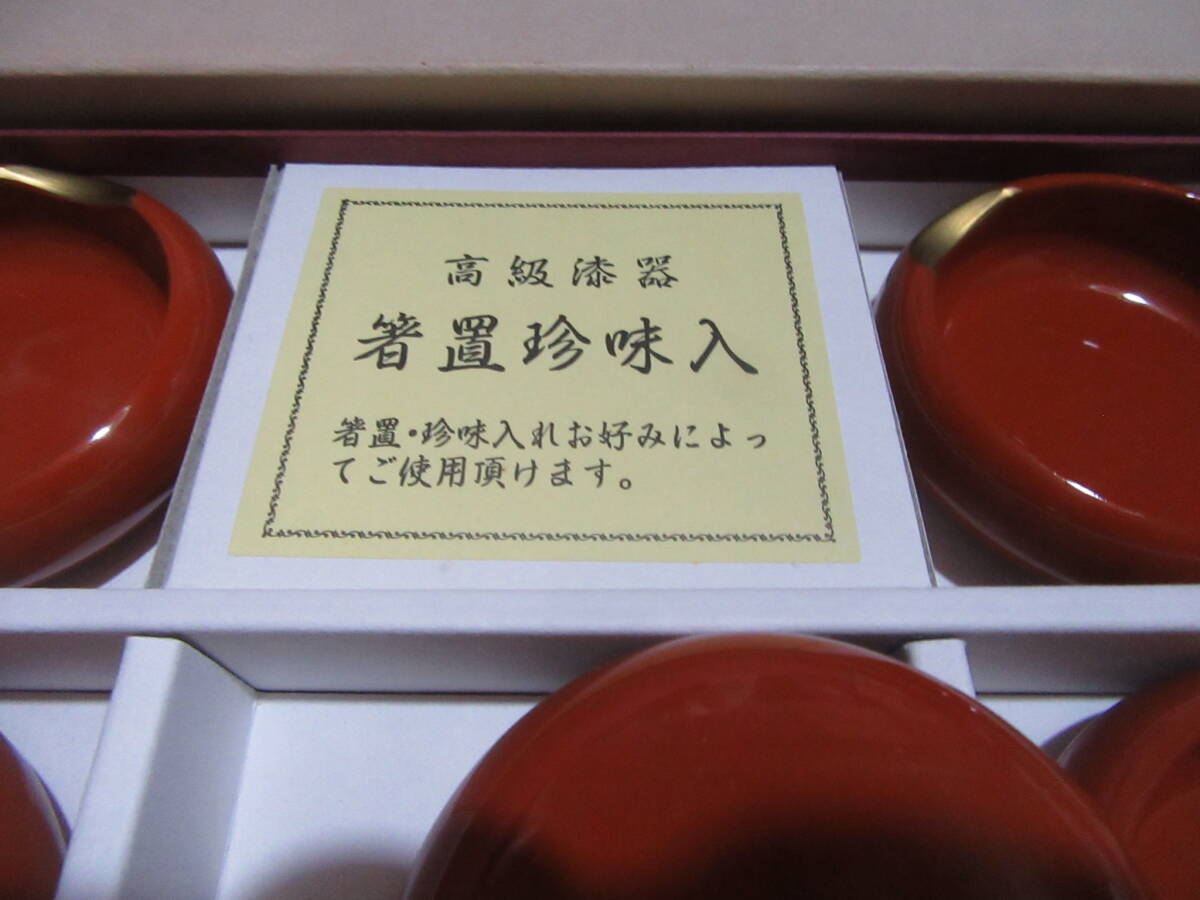 高級漆器
箸置珍味入
箸置・珍味入れお好みによっ
てご使用頂けます。